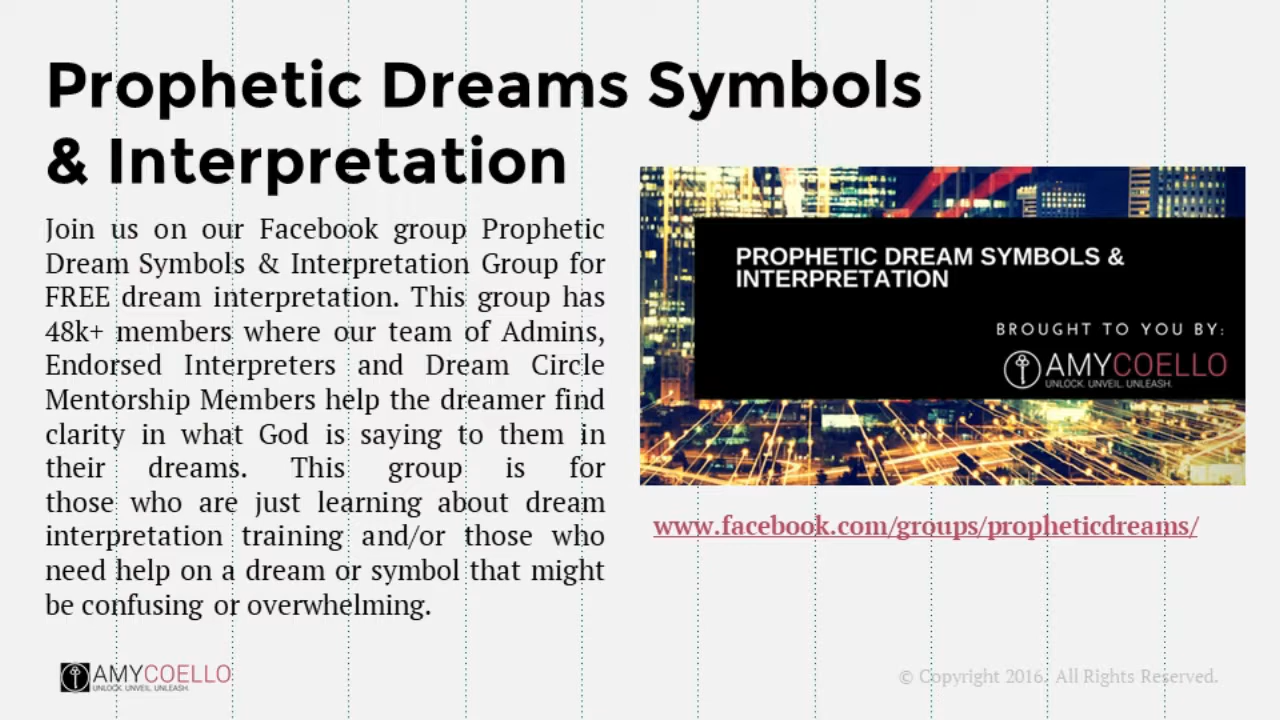 Prophetic Dreams Symbols
& Interpretation
Join us on our Facebook group Prophetic
Dream Symbols & Interpretation Group for
FREE dream interpretation. This group has
48k+ members where our team of Admins,
Endorsed Interpreters and Dream Circle
Mentorship Members help the dreamer find
clarity in what God is saying to them in
their dreams. This group is for
those who are just learning about dream
interpretation training and/or those who
need help on a dream or symbol that might
be confusing or overwhelming.
PROPHETIC DREAM SYMBOLS &
INTERPRETATION
BROUGHT TO YOU BY:
AMYCOELLO
UNLOCK. UNVEIL. UNLEASH.
www.facebook.com/groups/propheticdreams/
AMYCOELLO
UNLOCK. UNVEIL. UNLEASH.
© Copyright 2016. All Rights Reserved.